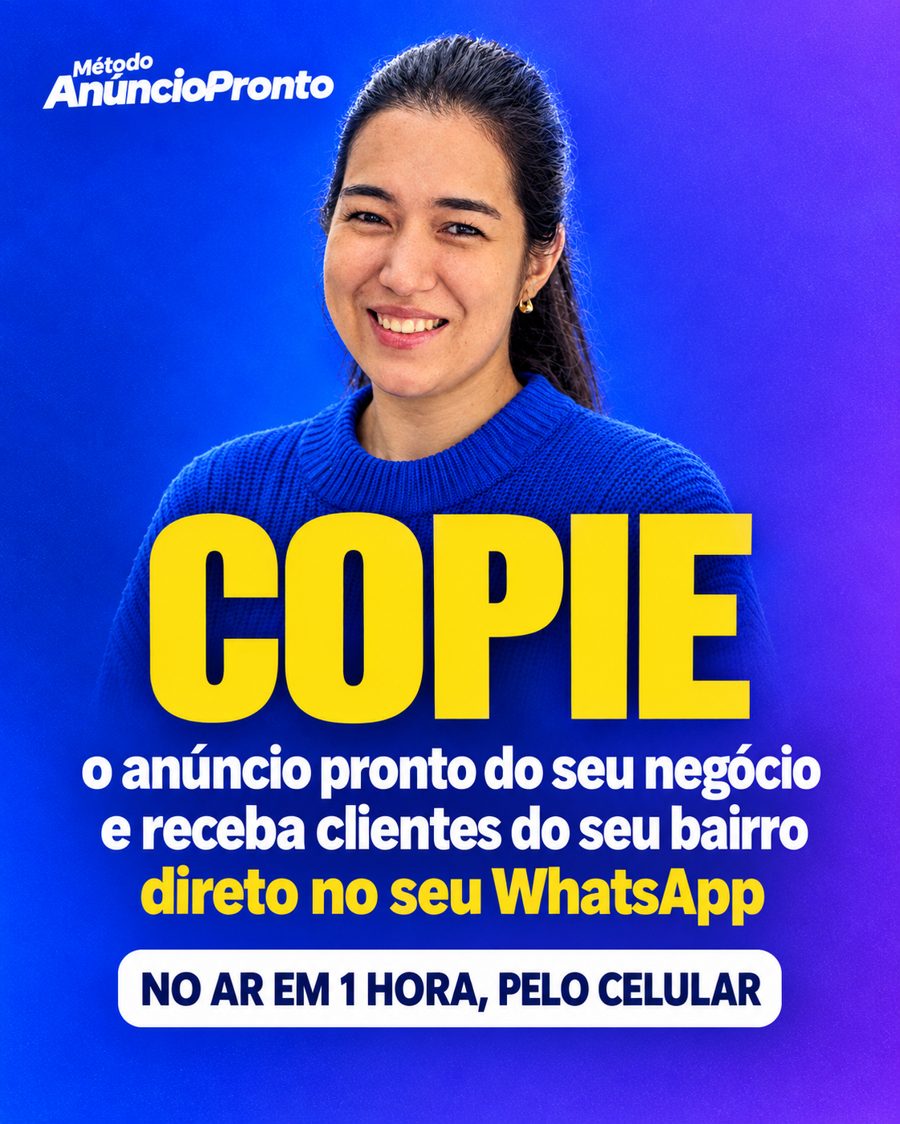 Método
AnúncioPronto
COPIE
o anúncio pronto do seu negócio
e receba clientes do seu bairro
direto no seu WhatsApp
NO AR EM 1 HORA, PELO CELULAR